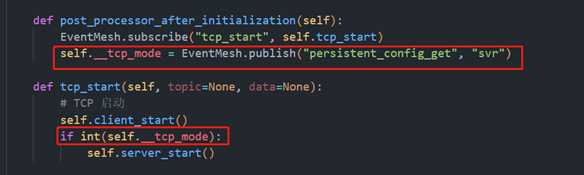 def post_processor_after_initialization(self):
    EventMesh.subscribe("tcp_start", self.tcp_start)
    self.__tcp_mode = EventMesh.publish("persistent_config_get", "svr")

def tcp_start(self, topic=None, data=None):
    # TCP 启动
    self.client_start()
    if int(self.__tcp_mode):
        self.server_start()